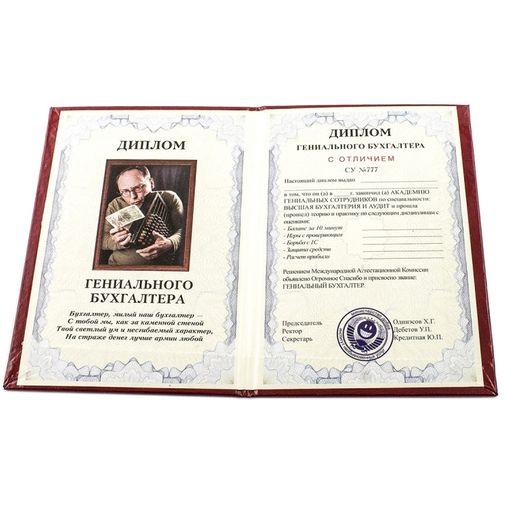 ДИПЛОМ
ГЕНИАЛЬНОГО
БУХГАЛТЕРА
Бухгалтер, милый наш бухгалтер —
С тобой мы, как за каменной стеной
Твой светлый ум и несгибаемый характер,
На страже денег лучше армии любой
ДИПЛОМ
ГЕНИАЛЬНОГО БУХГАЛТЕРА
С ОТЛИЧИЕМ
СУ №777
Настоящий диплом выдан
в том, что он (а) в г. закончил (а) АКАДЕМИЮ
ГЕНИАЛЬНЫХ СОТРУДНИКОВ по специальности:
ВЫСШАЯ БУХГАЛТЕРИЯ И АУДИТ и прошла
(прошел) теорию и практику по следующим дисциплинам с
оценками:
- Баланс за 10 минут
- Игры с проверяющим
- Борьба с 1С
- Защита средств
- Расчет прибыли
Решением Международной Аттестационной Комиссии
объявлено Огромное Спасибо и присвоено звание:
ГЕНИАЛЬНЫЙ БУХГАЛТЕР.
Председатель Одинэсов Х.Г.
Ректор Дебетов У.П.
Секретарь Кредитная Ю.П.